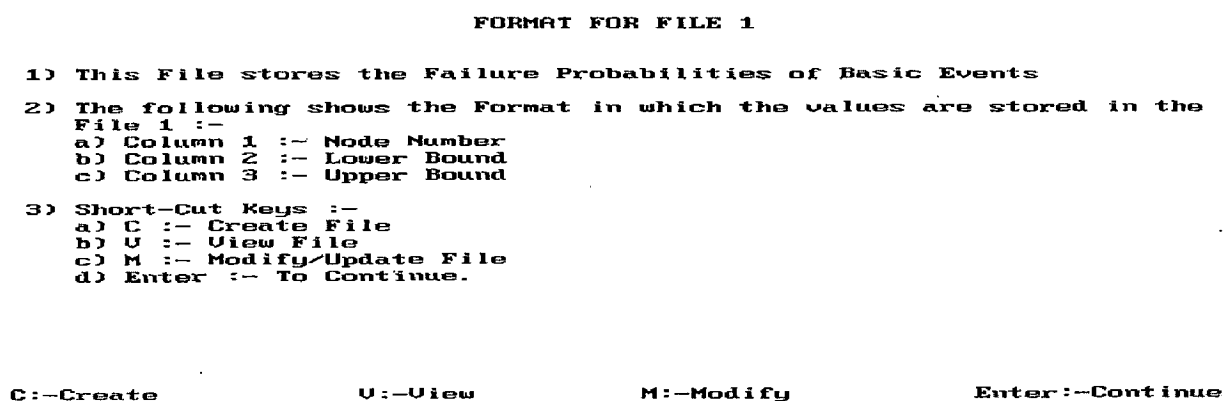 FORMAT FOR FILE 1
1) This File stores the Failure Probabilities of Basic Events
2) The following shows the Format in which the values are stored in the
File 1 :-
a) Column 1 :- Node Number
b) Column 2 :- Lower Bound
c) Column 3 :- Upper Bound
3) Short-Cut Keys :-
a) C :- Create File
b) V :- View File
c) M :- Modify/Update File
d) Enter :- To Continue.
C:-Create V:-View M:-Modify Enter:-Continue